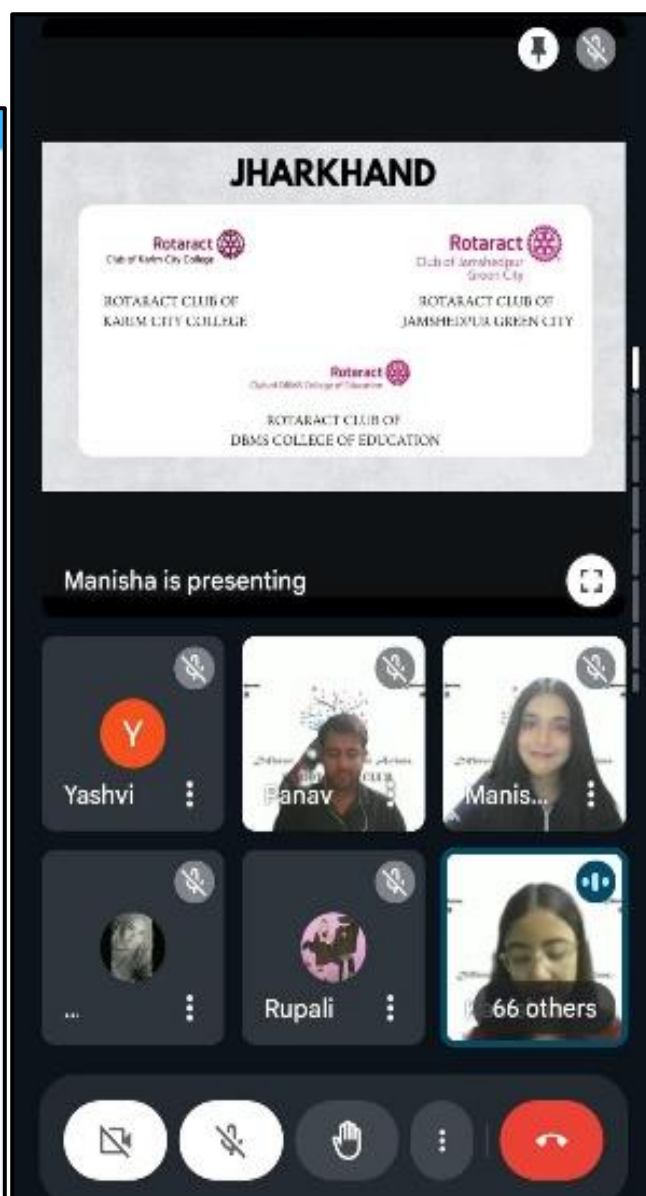 JHARKHAND
Rotaract
Club of Karim City College
ROTARACT CLUB OF
KARIM CITY COLLEGE
Rotaract
Club of Jamshedpur
Green City
ROTARACT CLUB OF
JAMSHEDPUR GREEN CITY
Rotaract
Club of DBMS College of Education
ROTARACT CLUB OF
DBMS COLLEGE OF EDUCATION
Manisha is presenting
Y
Yashvi
anav
CLUB
Manis...
...
Rupali
66 others